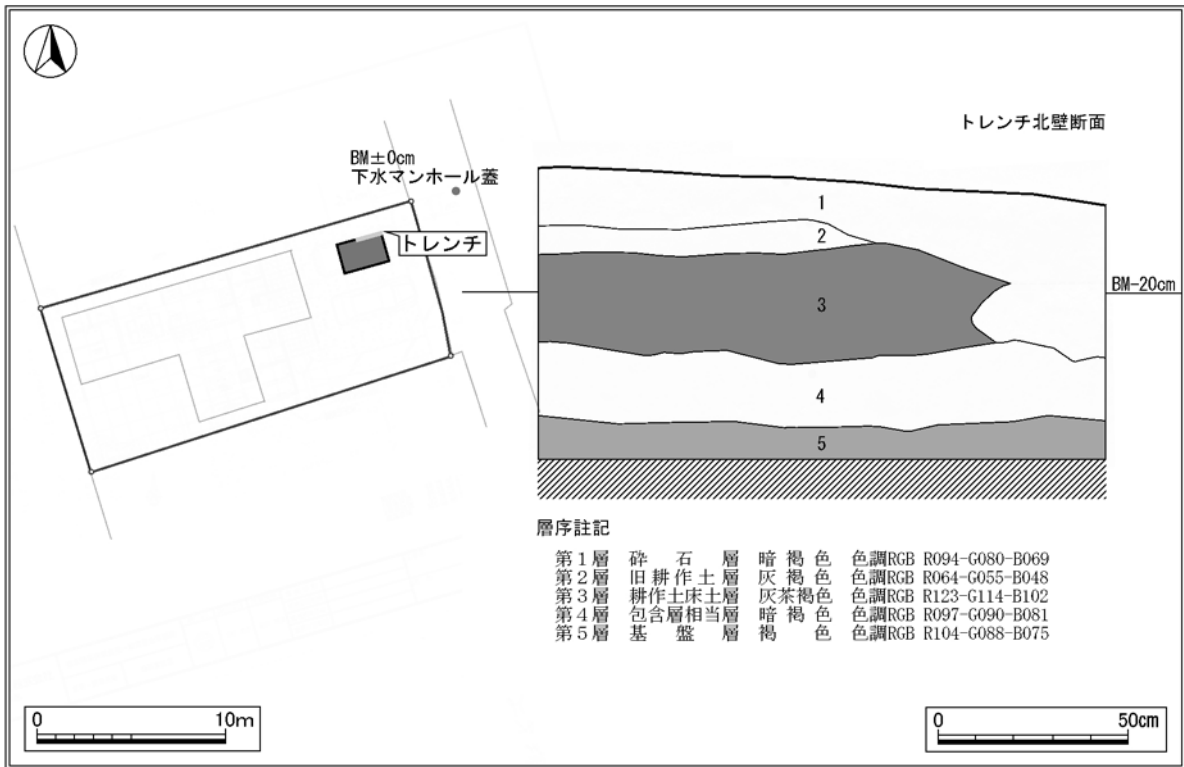 トレンチ北壁断面
BM±0cm
下水マンホール蓋
トレンチ
1
2
3
4
5
BM-20cm
層序註記
第1層 砕石層 暗褐色 色調RGB R094-G080-B069
第2層 旧耕作土層 灰褐色 色調RGB R064-G055-B048
第3層 耕作土床土層 灰茶褐色 色調RGB R123-G114-B102
第4層 包含層相当層 暗褐色 色調RGB R097-G090-B081
第5層 基盤層 褐色 色調RGB R104-G088-B075
0 10m
0 50cm